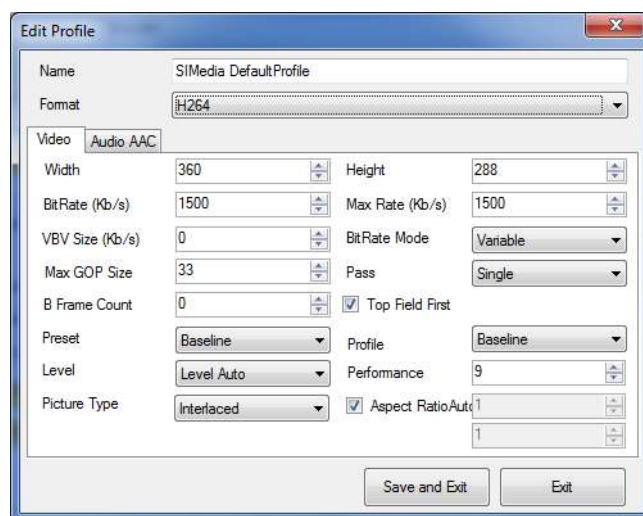 Edit Profile
Name SIMedia DefaultProfile
Format H264
Video Audio AAC
Width 360 Height 288
BitRate (Kb/s) 1500 Max Rate (Kb/s) 1500
VBV Size (Kb/s) 0 BitRate Mode Variable
Max GOP Size 33 Pass Single
B Frame Count 0 Top Field First
Preset Baseline Profile Baseline
Level Level Auto Performance 9
Picture Type Interlaced Aspect RatioAuto 1
1
Save and Exit Exit